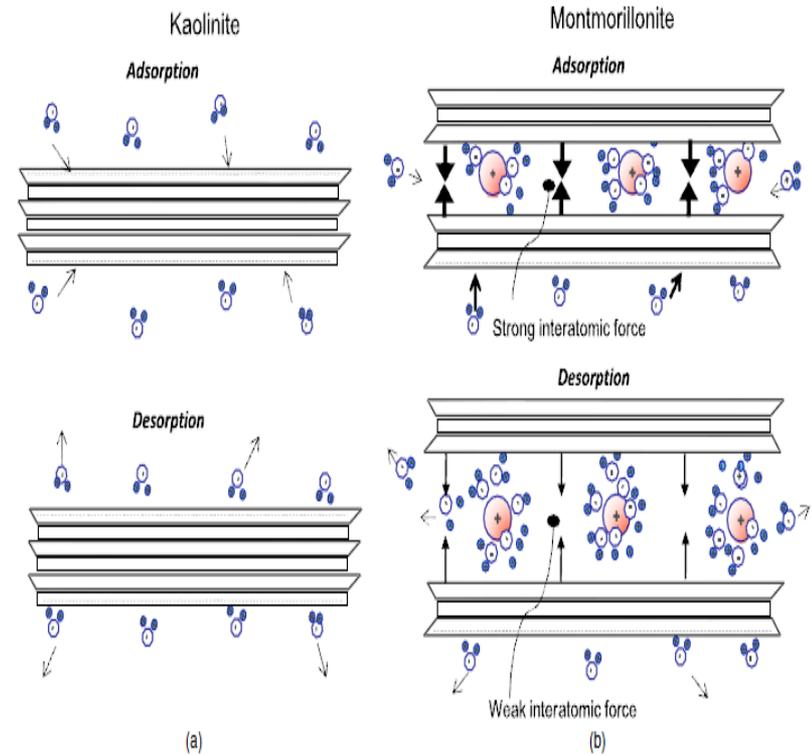 Kaolinite
Montmorillonite
Adsorption
Adsorption
Strong interatomic force
Desorption
Desorption
Weak interatomic force
(a)
(b)